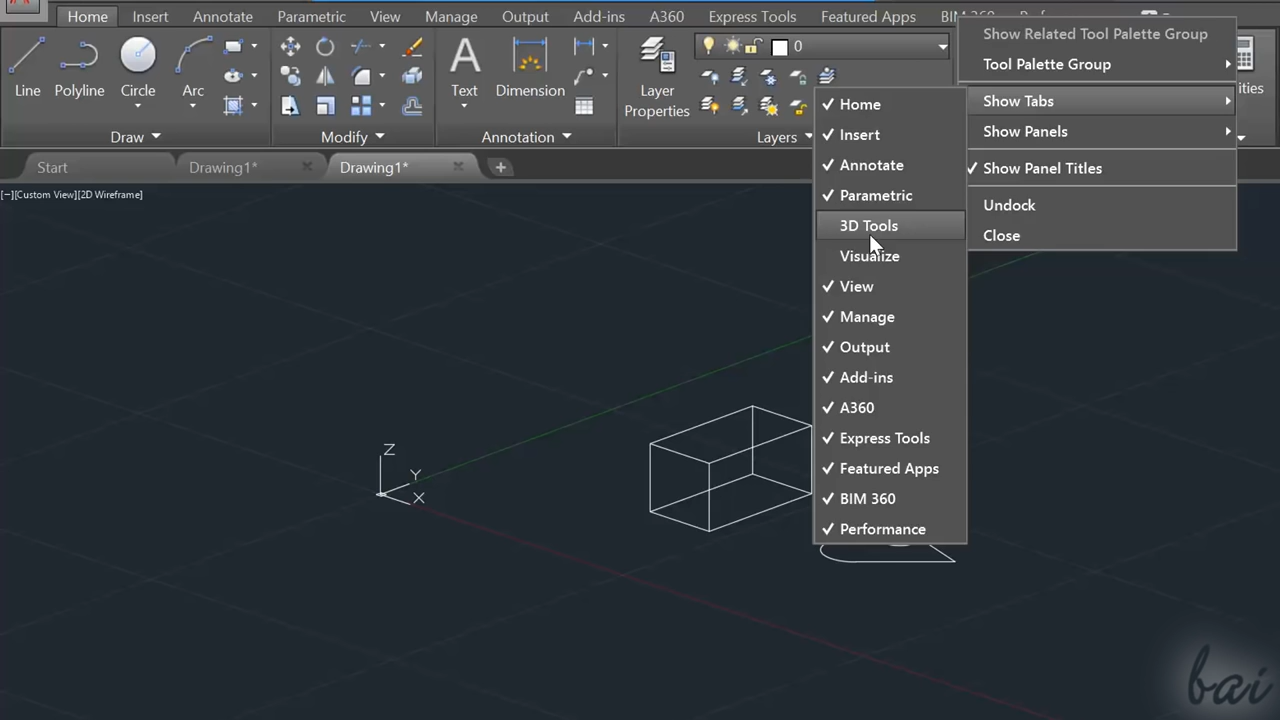 Home Insert Annotate Parametric View Manage Output Add-ins A360 Express Tools Featured Apps BIM 360
Show Related Tool Palette Group
Tool Palette Group
Show Tabs
Show Panels
Show Panel Titles
Undock
Close
0
Line Polyline Circle Arc Text Dimension Layer Properties
Draw Modify Annotation Layers
Home
Insert
Annotate
Parametric
3D Tools
Visualize
View
Manage
Output
Add-ins
A360
Express Tools
Featured Apps
BIM 360
Performance
Start Drawing1* Drawing1*
[−][Custom View][2D Wireframe]
Z
Y
X
bai